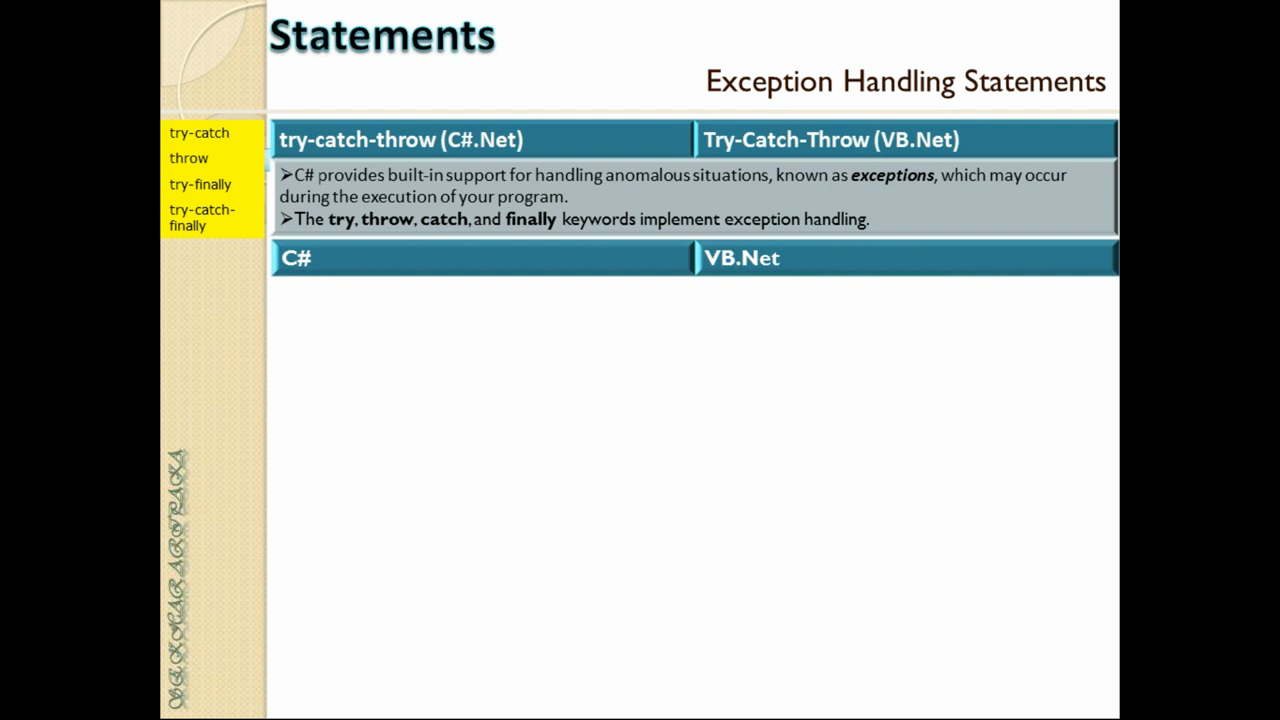 Statements
Exception Handling Statements
try-catch
throw
try-finally
try-catch-
finally
try-catch-throw (C#.Net)
Try-Catch-Throw (VB.Net)
➢C# provides built-in support for handling anomalous situations, known as exceptions, which may occur
during the execution of your program.
➢The try, throw, catch, and finally keywords implement exception handling.
C#
VB.Net